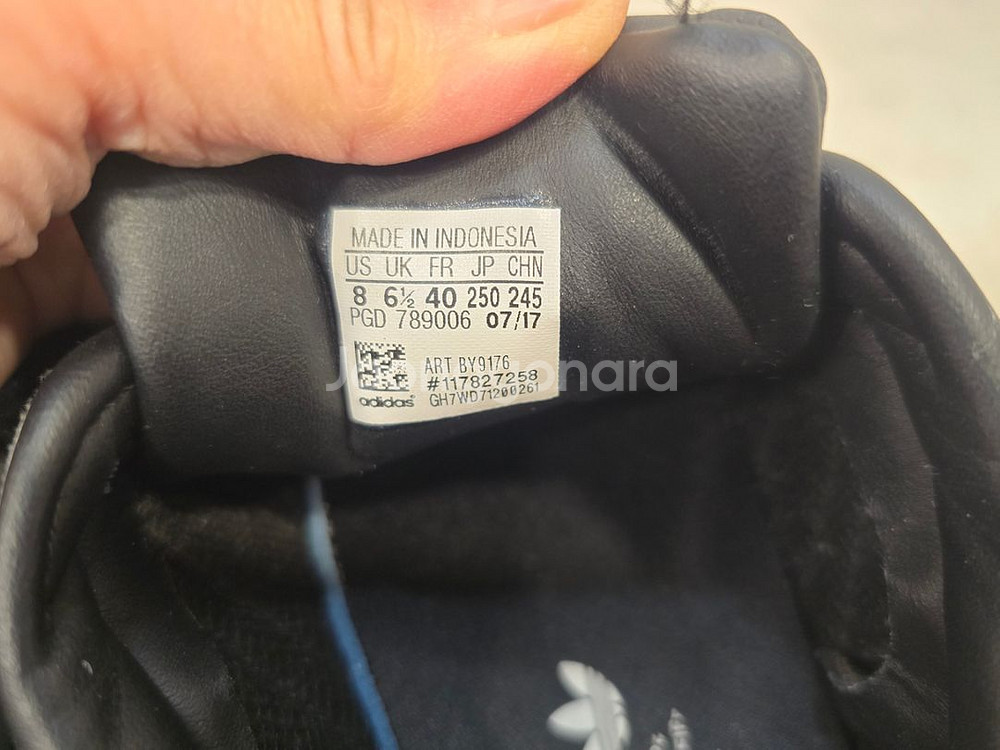 MADE IN INDONESIA
US UK FR JP CHN
8 6½ 40 250 245
PGD 789006 07/17
ART BY9176
#117827258
GH7WD71200261
adidas